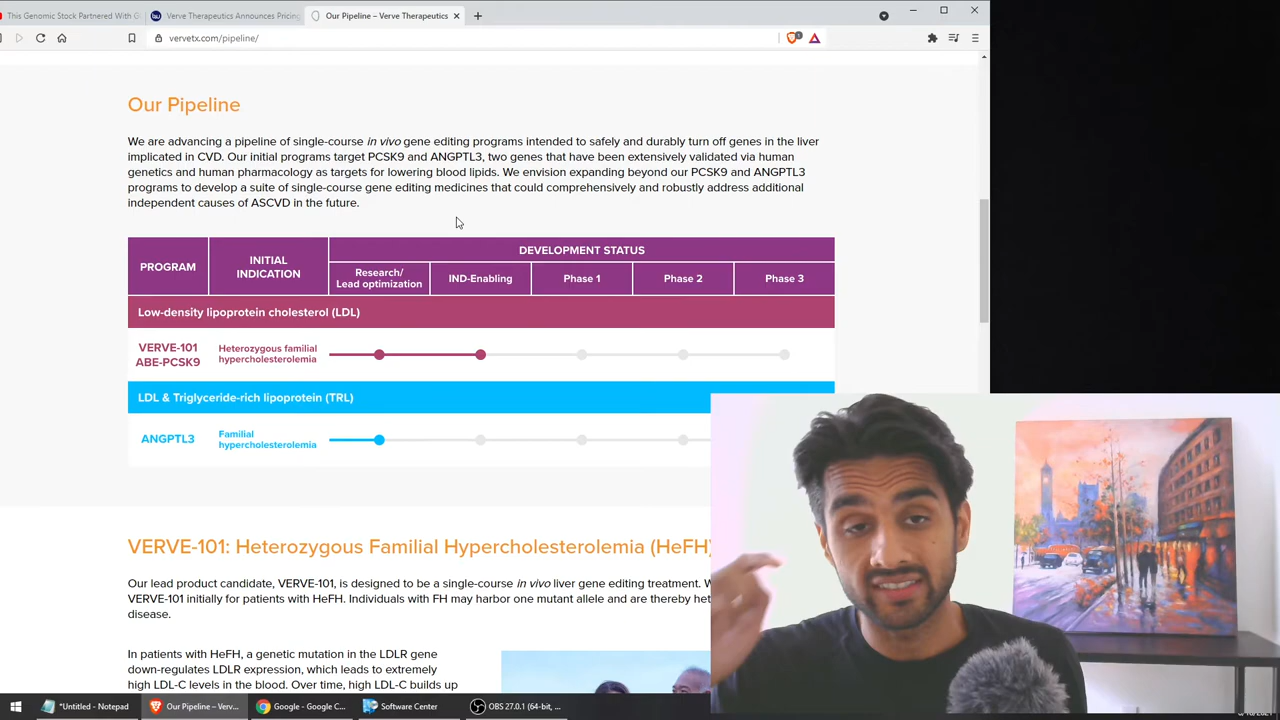 This Genomic Stock Partnered With G
Verve Therapeutics Announces Pricing
Our Pipeline – Verve Therapeutics
vervetx.com/pipeline/
Our Pipeline
We are advancing a pipeline of single-course in vivo gene editing programs intended to safely and durably turn off genes in the liver
implicated in CVD. Our initial programs target PCSK9 and ANGPTL3, two genes that have been extensively validated via human
genetics and human pharmacology as targets for lowering blood lipids. We envision expanding beyond our PCSK9 and ANGPTL3
programs to develop a suite of single-course gene editing medicines that could comprehensively and robustly address additional
independent causes of ASCVD in the future.
PROGRAM
INITIAL
INDICATION
DEVELOPMENT STATUS
Research/
Lead optimization
IND-Enabling
Phase 1
Phase 2
Phase 3
Low-density lipoprotein cholesterol (LDL)
VERVE-101
ABE-PCSK9
Heterozygous familial
hypercholesterolemia
LDL & Triglyceride-rich lipoprotein (TRL)
ANGPTL3
Familial
hypercholesterolemia
VERVE-101: Heterozygous Familial Hypercholesterolemia (HeFH)
Our lead product candidate, VERVE-101, is designed to be a single-course in vivo liver gene editing treatment. W
VERVE-101 initially for patients with HeFH. Individuals with FH may harbor one mutant allele and are thereby het
disease.
In patients with HeFH, a genetic mutation in the LDLR gene
down-regulates LDLR expression, which leads to extremely
high LDL-C levels in the blood. Over time, high LDL-C builds up
*Untitled - Notepad
Our Pipeline – Verv...
Google - Google C...
Software Center
OBS 27.0.1 (64-bit, ...